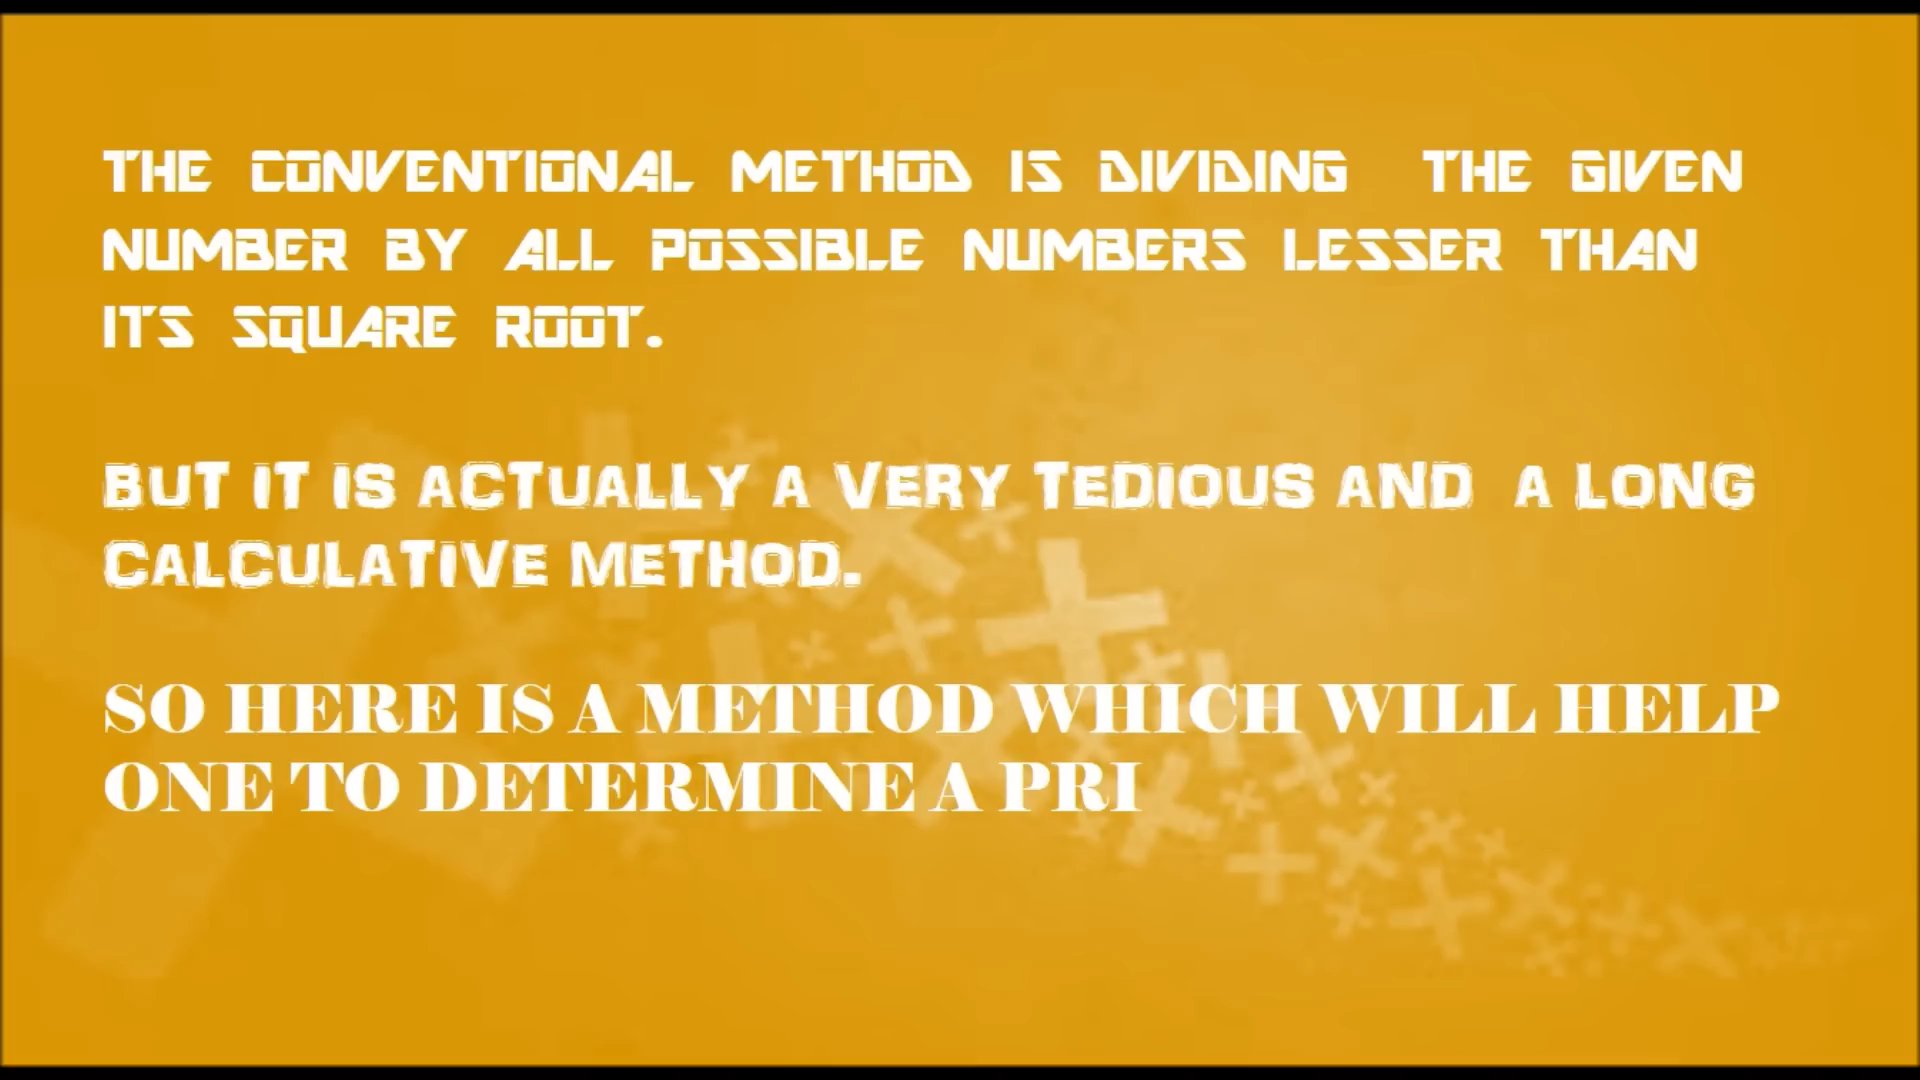 THE CONVENTIONAL METHOD IS DIVIDING THE GIVEN
NUMBER BY ALL POSSIBLE NUMBERS LESSER THAN
ITS SQUARE ROOT.
BUT IT IS ACTUALLY A VERY TEDIOUS AND A LONG
CALCULATIVE METHOD.
SO HERE IS A METHOD WHICH WILL HELP
ONE TO DETERMINE A PRI